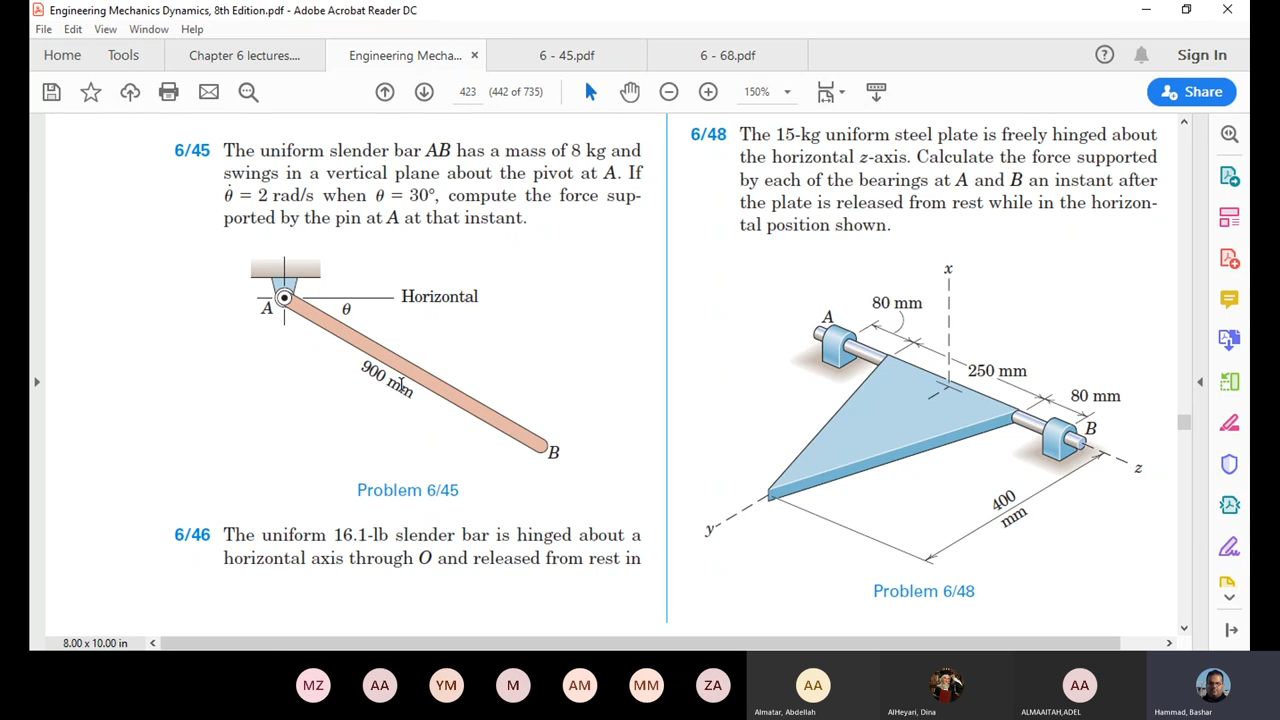 Engineering Mechanics Dynamics, 8th Edition.pdf - Adobe Acrobat Reader DC
File Edit View Window Help
Home Tools Chapter 6 lectures.... Engineering Mecha... × 6 - 45.pdf 6 - 68.pdf Sign In
423 (442 of 735) 150% Share
6/45 The uniform slender bar AB has a mass of 8 kg and
swings in a vertical plane about the pivot at A. If
θ̇ = 2 rad/s when θ = 30°, compute the force sup-
ported by the pin at A at that instant.
Horizontal
A
θ
900 mm
B
Problem 6/45
6/46 The uniform 16.1-lb slender bar is hinged about a
horizontal axis through O and released from rest in
6/48 The 15-kg uniform steel plate is freely hinged about
the horizontal z-axis. Calculate the force supported
by each of the bearings at A and B an instant after
the plate is released from rest while in the horizon-
tal position shown.
x
80 mm
A
250 mm
80 mm
B
z
400
mm
y
Problem 6/48
8.00 x 10.00 in
MZ AA YM M AM MM ZA AA AA
Almatar, Abdellah AlHeyari, Dina ALMAAITAH,ADEL Hammad, Bashar